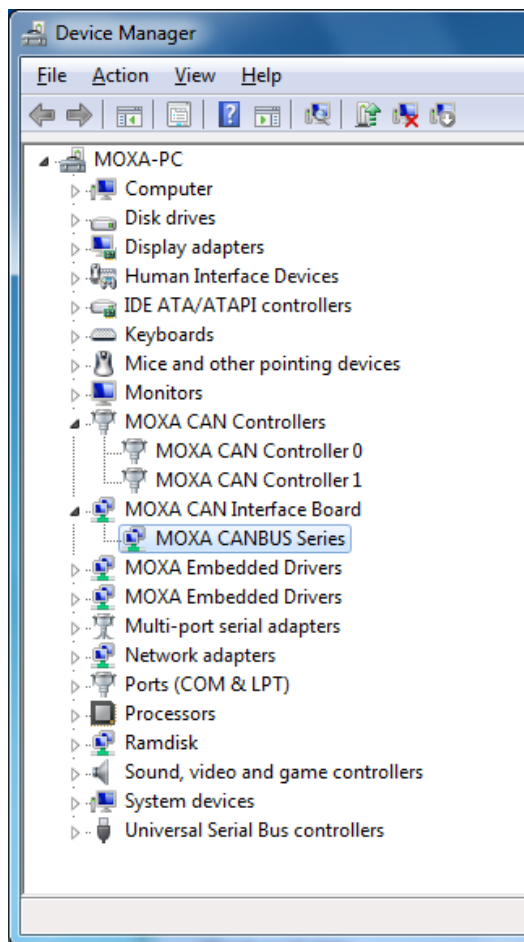 Device Manager
File Action View Help
MOXA-PC
Computer
Disk drives
Display adapters
Human Interface Devices
IDE ATA/ATAPI controllers
Keyboards
Mice and other pointing devices
Monitors
MOXA CAN Controllers
MOXA CAN Controller 0
MOXA CAN Controller 1
MOXA CAN Interface Board
MOXA CANBUS Series
MOXA Embedded Drivers
MOXA Embedded Drivers
Multi-port serial adapters
Network adapters
Ports (COM & LPT)
Processors
Ramdisk
Sound, video and game controllers
System devices
Universal Serial Bus controllers